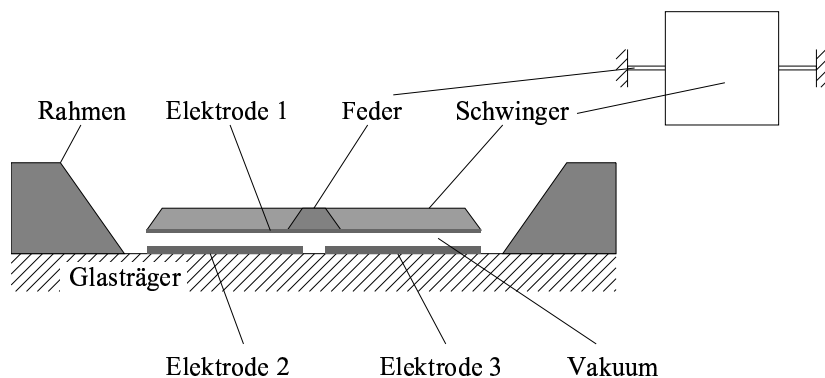 Rahmen
Elektrode 1
Feder
Schwinger
Glasträger
Elektrode 2
Elektrode 3
Vakuum